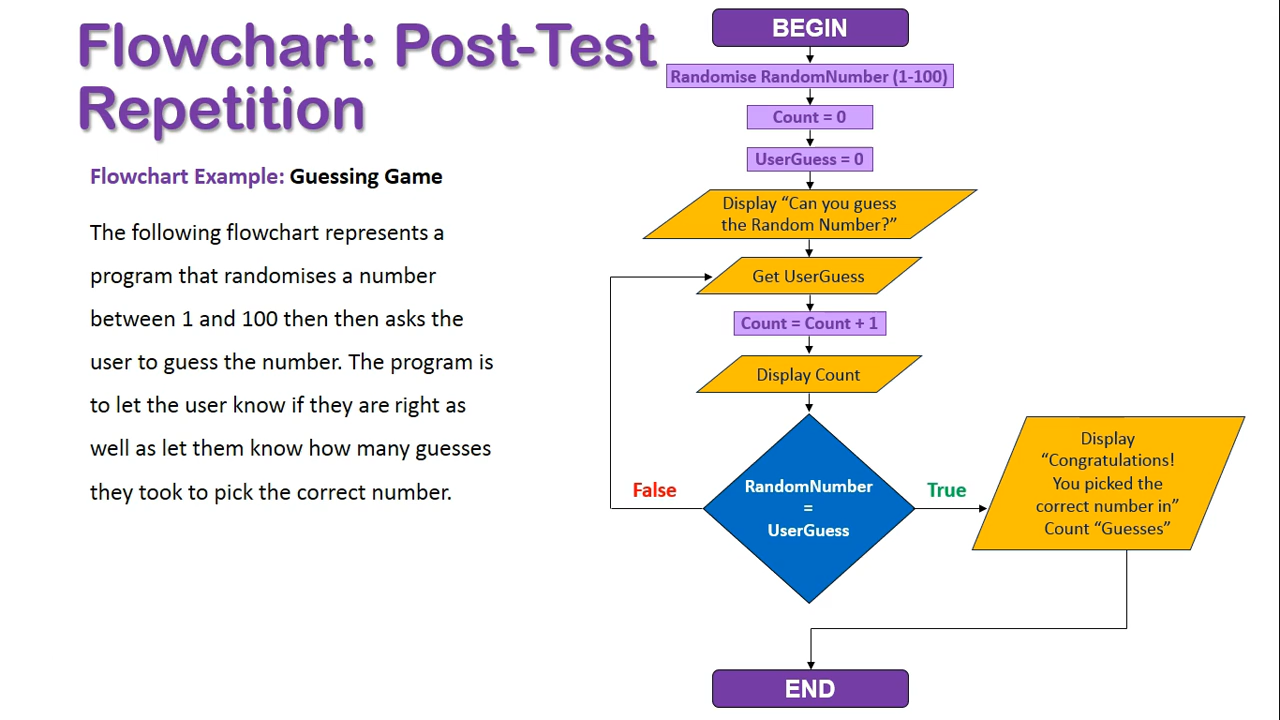 Flowchart: Post-Test
Repetition
Flowchart Example: Guessing Game
The following flowchart represents a
program that randomises a number
between 1 and 100 then then asks the
user to guess the number. The program is
to let the user know if they are right as
well as let them know how many guesses
they took to pick the correct number.
BEGIN
Randomise RandomNumber (1-100)
Count = 0
UserGuess = 0
Display “Can you guess
the Random Number?”
Get UserGuess
Count = Count + 1
Display Count
RandomNumber
=
UserGuess
False
True
Display
“Congratulations!
You picked the
correct number in”
Count “Guesses”
END